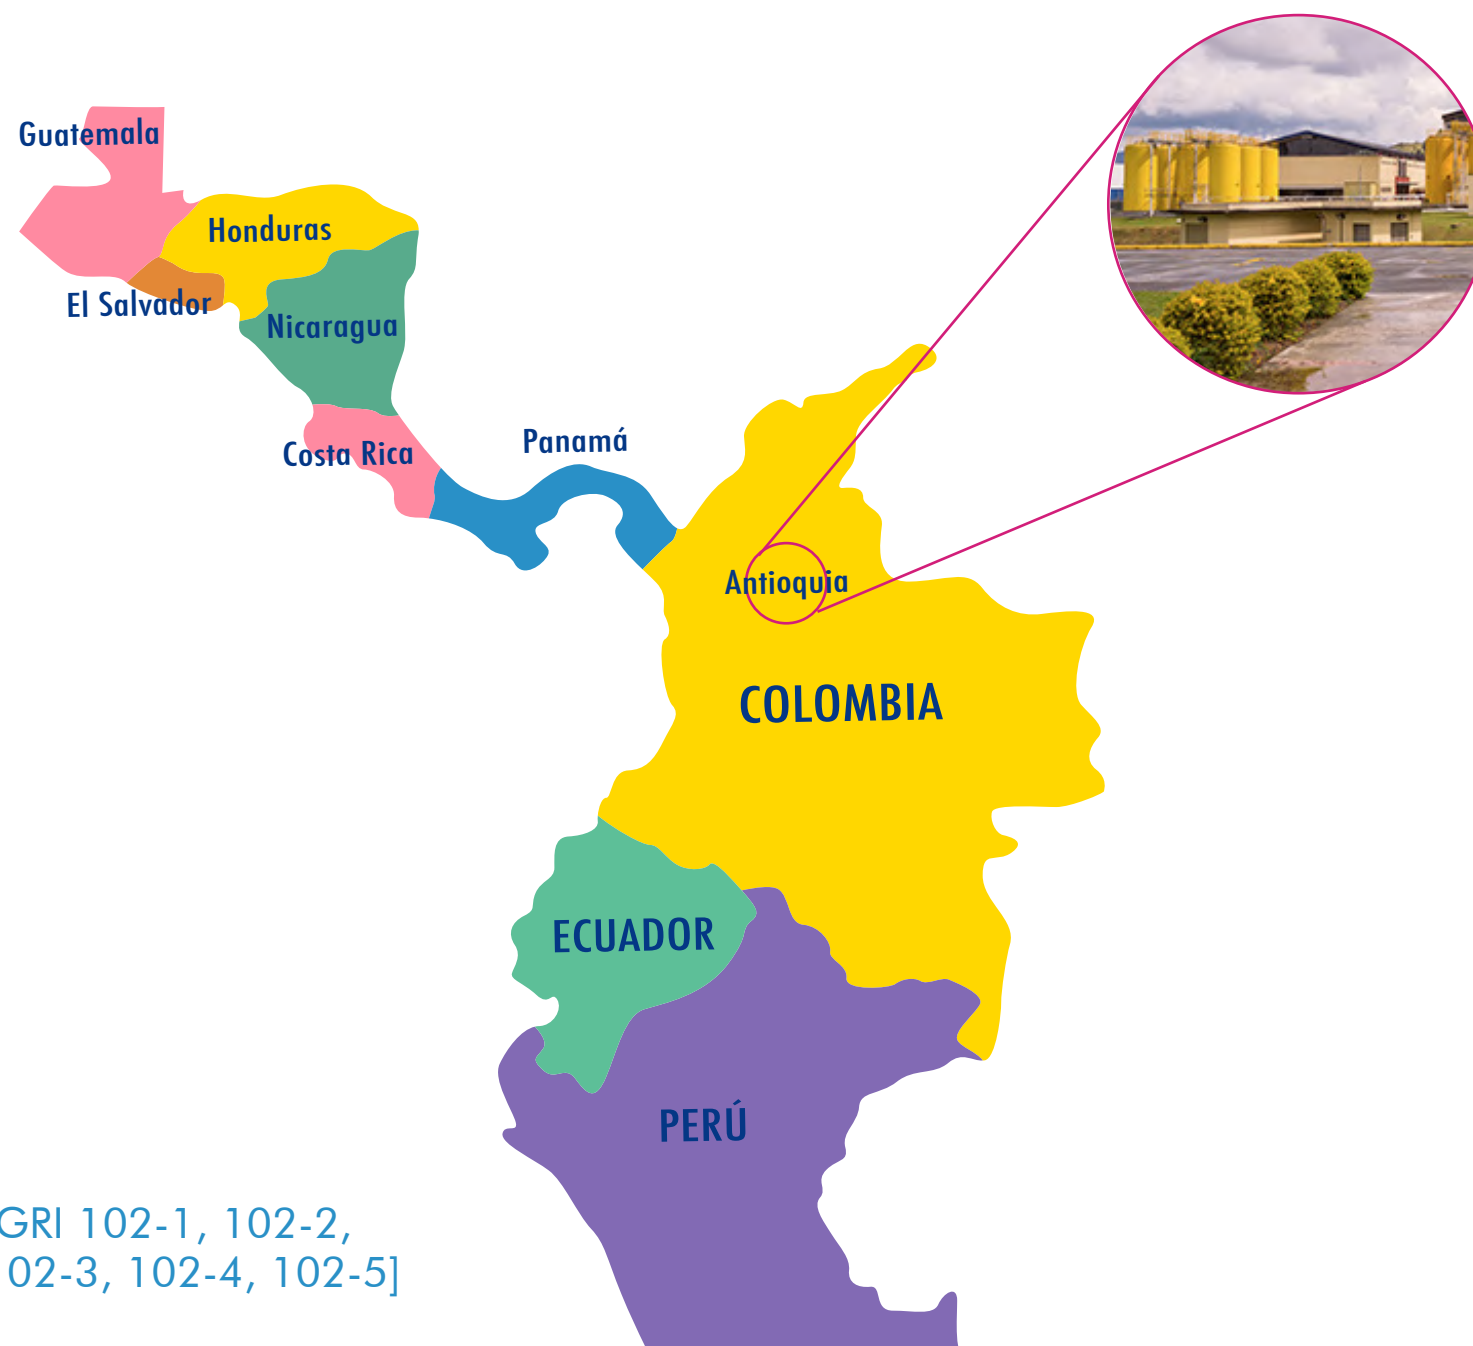 Guatemala
Honduras
El Salvador
Nicaragua
Costa Rica
Panamá
Antioquia
COLOMBIA
ECUADOR
PERÚ
GRI 102-1, 102-2,
02-3, 102-4, 102-5]